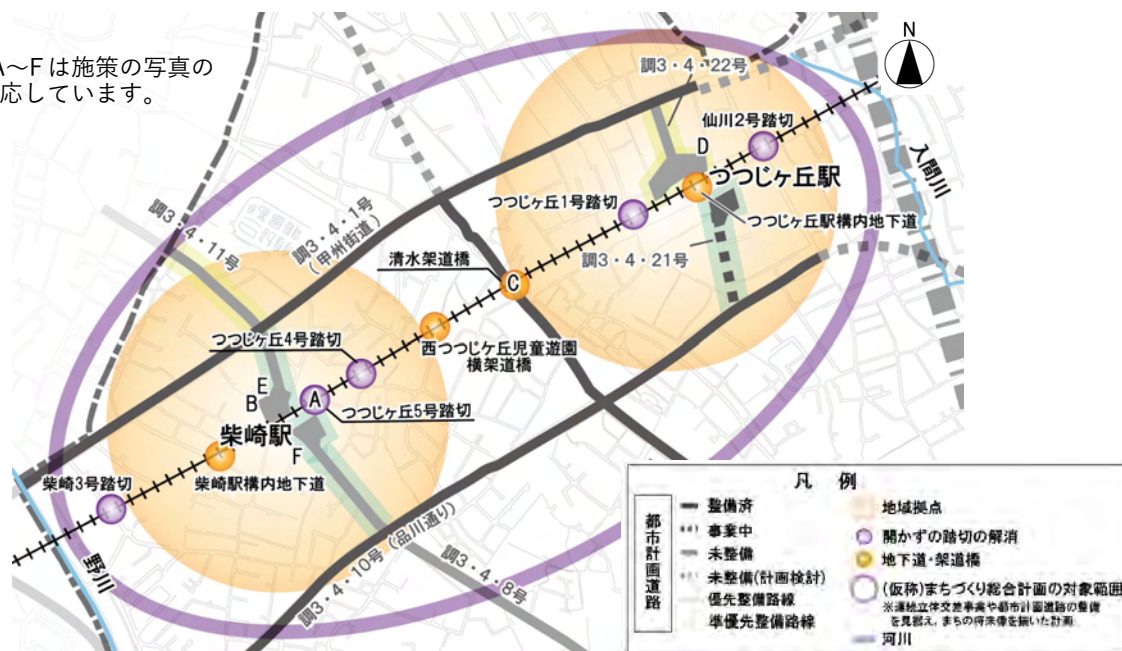 A～Fは施策の写真の
応しています。
N
調3・4・22号
仙川2号踏切
D
つつじヶ丘駅
入間川
つつじヶ丘1号踏切
つつじヶ丘駅構内地下道
調3・4・11号
調3・4・1号
(甲州街道)
清水架道橋
調3・4・21号
C
つつじヶ丘4号踏切
西つつじケ丘児童遊園
横架道橋
E
B
A
つつじヶ丘5号踏切
柴崎駅
F
柴崎3号踏切
柴崎駅構内地下道
野川
調3・4・10号(品川通り)
調3・4・8号
凡 例
都市計画道路
整備済
事業中
未整備
未整備(計画検討)
優先整備路線
準優先整備路線
地域拠点
開かずの踏切の解消
地下道・架道橋
(仮称)まちづくり総合計画の対象範囲
※連続立体交差事業や都市計画道路の整備
を見据え、まちの将来像を描いた計画
河川